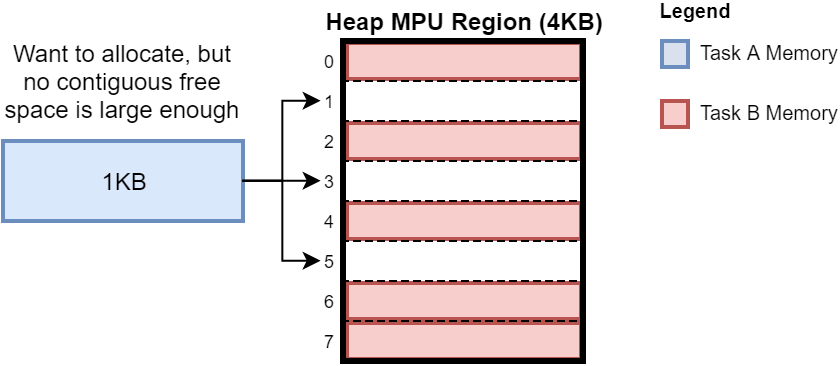 Heap MPU Region (4KB)
Legend
Want to allocate, but
no contiguous free
space is large enough
1KB
0
1
2
3
4
5
6
7
Task A Memory
Task B Memory